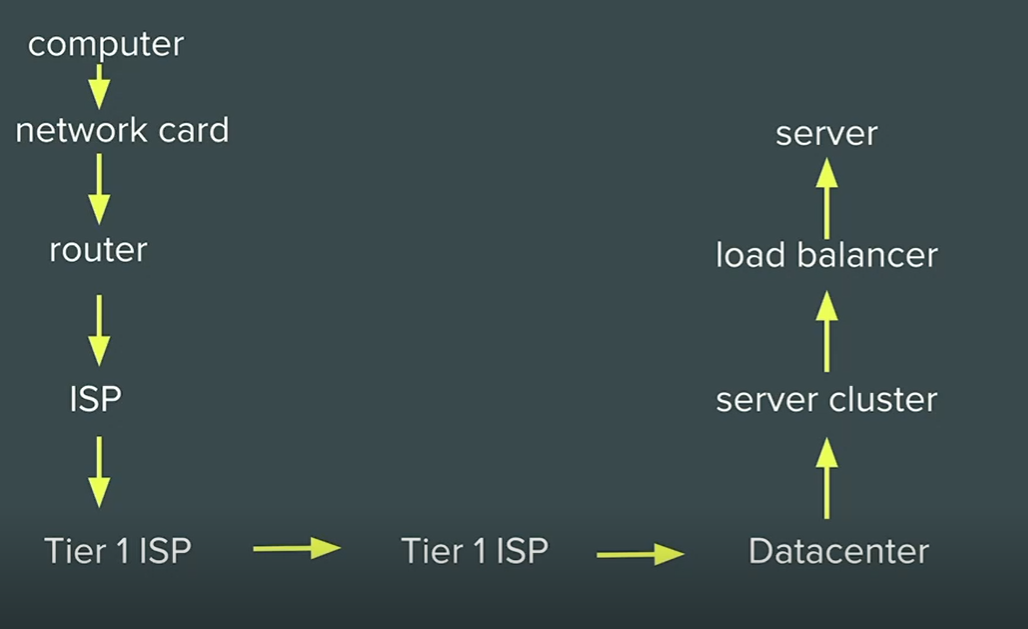 computer
network card
router
ISP
Tier 1 ISP
Tier 1 ISP
Datacenter
server cluster
load balancer
server